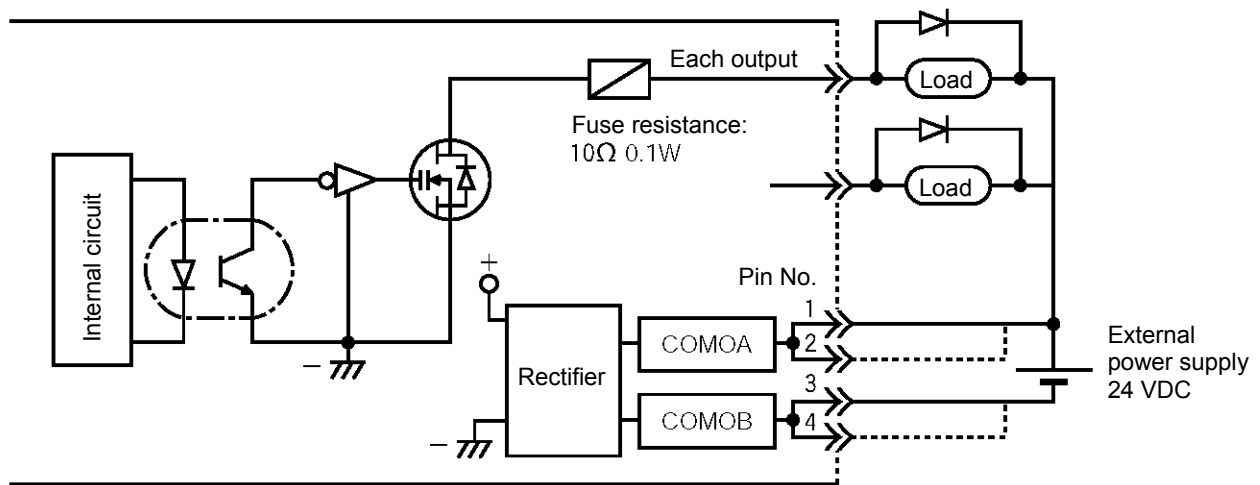 Each output
Load
Fuse resistance:
10Ω 0.1W
Load
Internal circuit
+
Pin No.
1
COMOA
2
Rectifier
External
power supply
24 VDC
3
COMOB
4
−
−